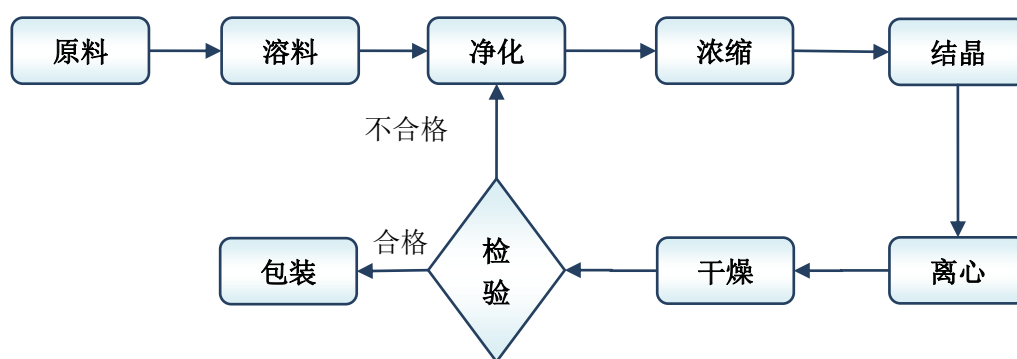 原料
溶料
净化
浓缩
结晶
不合格
包装
合格
检
验
干燥
离心